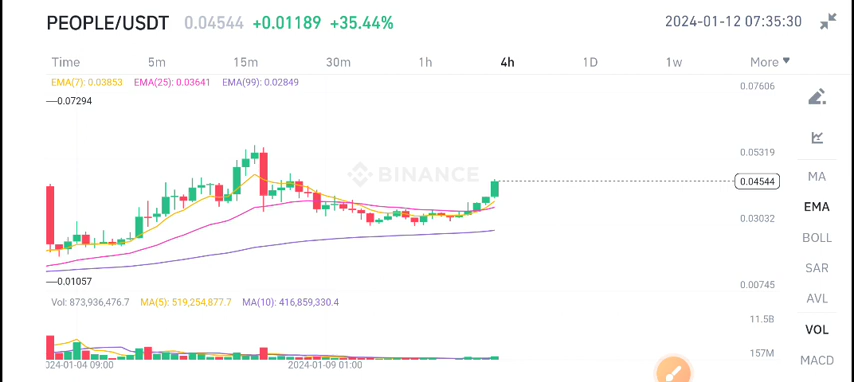 PEOPLE/USDT 0.04544 +0.01189 +35.44% 2024-01-12 07:35:30
Time 5m 15m 30m 1h 4h 1D 1w More
EMA(7): 0.03853 EMA(25): 0.03641 EMA(99): 0.02849
0.07606
0.07294
0.05319
BINANCE
0.04544
MA
EMA
0.03032
BOLL
SAR
0.01057
0.00745
AVL
Vol: 873,936,476.7 MA(5): 519,254,877.7 MA(10): 416,859,330.4
11.5B
VOL
157M
MACD
024-01-04 09:00 2024-01-09 01:00